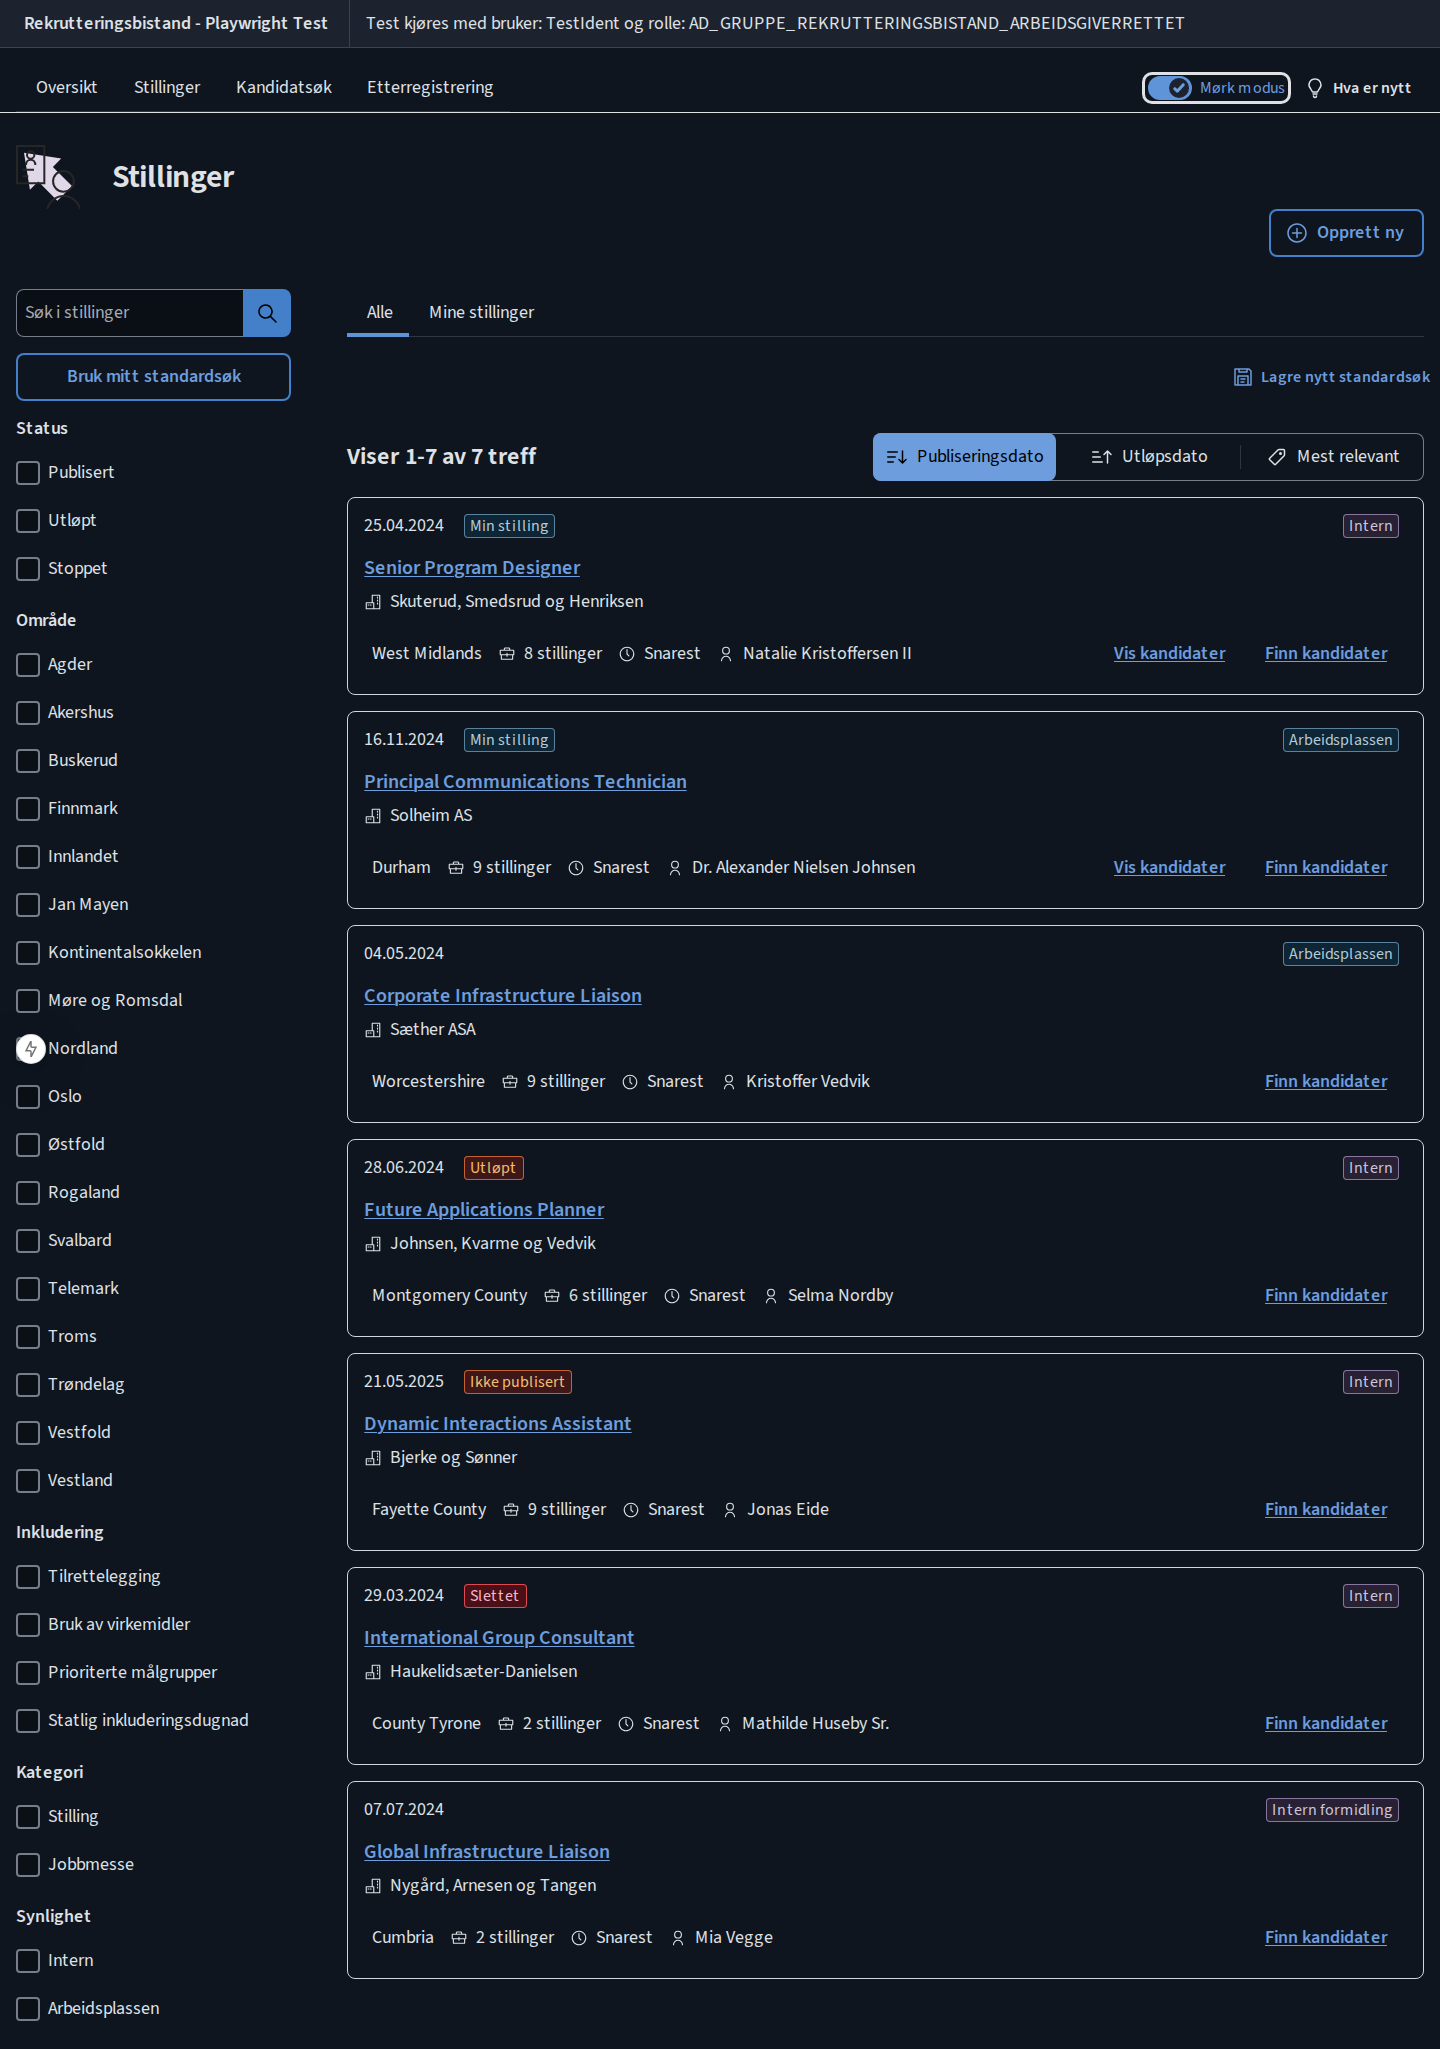 Rekrutteringsbistand - Playwright Test
Test kjøres med bruker: TestIdent og rolle: AD_GRUPPE_REKRUTTERINGSBISTAND_ARBEIDSGIVERRETTET
Oversikt
Stillinger
Kandidatsøk
Etterregistrering
Mørk modus
Hva er nytt
Stillinger
Opprett ny
Søk i stillinger
Bruk mitt standardsøk
Status
Publisert
Utløpt
Stoppet
Område
Agder
Akershus
Buskerud
Finnmark
Innlandet
Jan Mayen
Kontinentalsokkelen
Møre og Romsdal
Nordland
Oslo
Østfold
Rogaland
Svalbard
Telemark
Troms
Trøndelag
Vestfold
Vestland
Inkludering
Tilrettelegging
Bruk av virkemidler
Prioriterte målgrupper
Statlig inkluderingsdugnad
Kategori
Stilling
Jobbmesse
Synlighet
Intern
Arbeidsplassen
Alle
Mine stillinger
Lagre nytt standardsøk
Viser 1-7 av 7 treff
Publiseringsdato
Utløpsdato
Mest relevant
25.04.2024 Min stilling Intern
Senior Program Designer
Skuterud, Smedsrud og Henriksen
West Midlands 8 stillinger Snarest Natalie Kristoffersen II Vis kandidater Finn kandidater
16.11.2024 Min stilling Arbeidsplassen
Principal Communications Technician
Solheim AS
Durham 9 stillinger Snarest Dr. Alexander Nielsen Johnsen Vis kandidater Finn kandidater
04.05.2024 Arbeidsplassen
Corporate Infrastructure Liaison
Sæther ASA
Worcestershire 9 stillinger Snarest Kristoffer Vedvik Finn kandidater
28.06.2024 Utløpt Intern
Future Applications Planner
Johnsen, Kvarme og Vedvik
Montgomery County 6 stillinger Snarest Selma Nordby Finn kandidater
21.05.2025 Ikke publisert Intern
Dynamic Interactions Assistant
Bjerke og Sønner
Fayette County 9 stillinger Snarest Jonas Eide Finn kandidater
29.03.2024 Slettet Intern
International Group Consultant
Haukelidsæter-Danielsen
County Tyrone 2 stillinger Snarest Mathilde Huseby Sr. Finn kandidater
07.07.2024 Intern formidling
Global Infrastructure Liaison
Nygård, Arnesen og Tangen
Cumbria 2 stillinger Snarest Mia Vegge Finn kandidater